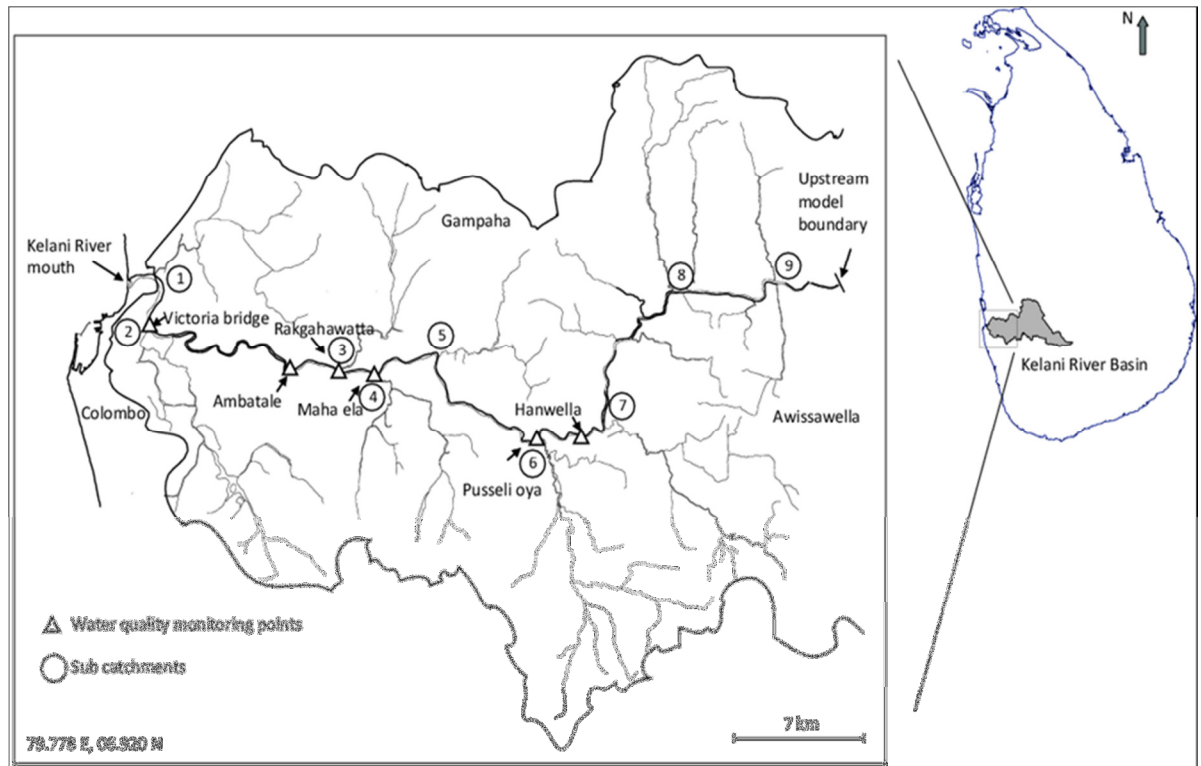 N
Upstream
model
boundary
Gampaha
Kelani River
mouth
1
8
9
2
Victoria bridge
Rakgahawatta
3
5
Ambatale
Maha ela
4
Colombo
Hanwella
7
Awissawella
6
Pusseli oya
Kelani River Basin
Water quality monitoring points
Sub catchments
7 km
79.778 E, 06.920 N